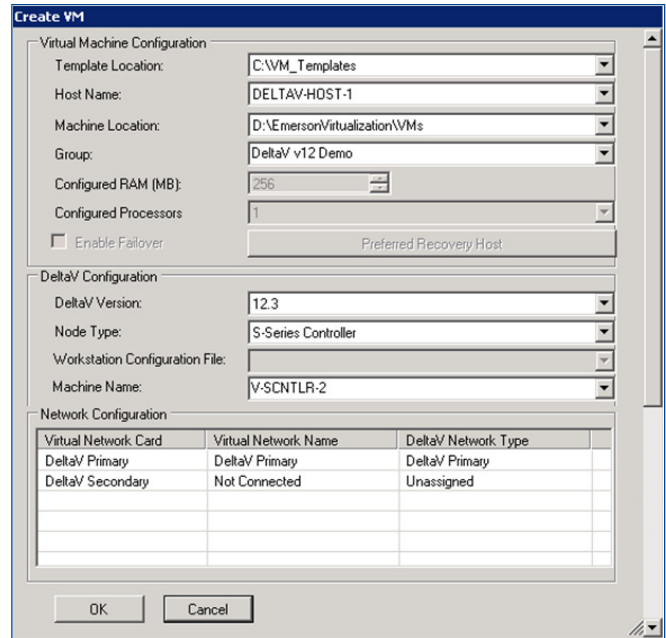 Create VM
Virtual Machine Configuration
Template Location: C:\VM_Templates
Host Name: DELTAV-HOST-1
Machine Location: D:\EmersonVirtualization\VMs
Group: DeltaV v12 Demo
Configured RAM (MB): 256
Configured Processors 1
Enable Failover Preferred Recovery Host
DeltaV Configuration
DeltaV Version: 12.3
Node Type: S-Series Controller
Workstation Configuration File:
Machine Name: V-SCNTLR-2
Network Configuration
Virtual Network Card Virtual Network Name DeltaV Network Type
DeltaV Primary DeltaV Primary DeltaV Primary
DeltaV Secondary Not Connected Unassigned
OK Cancel